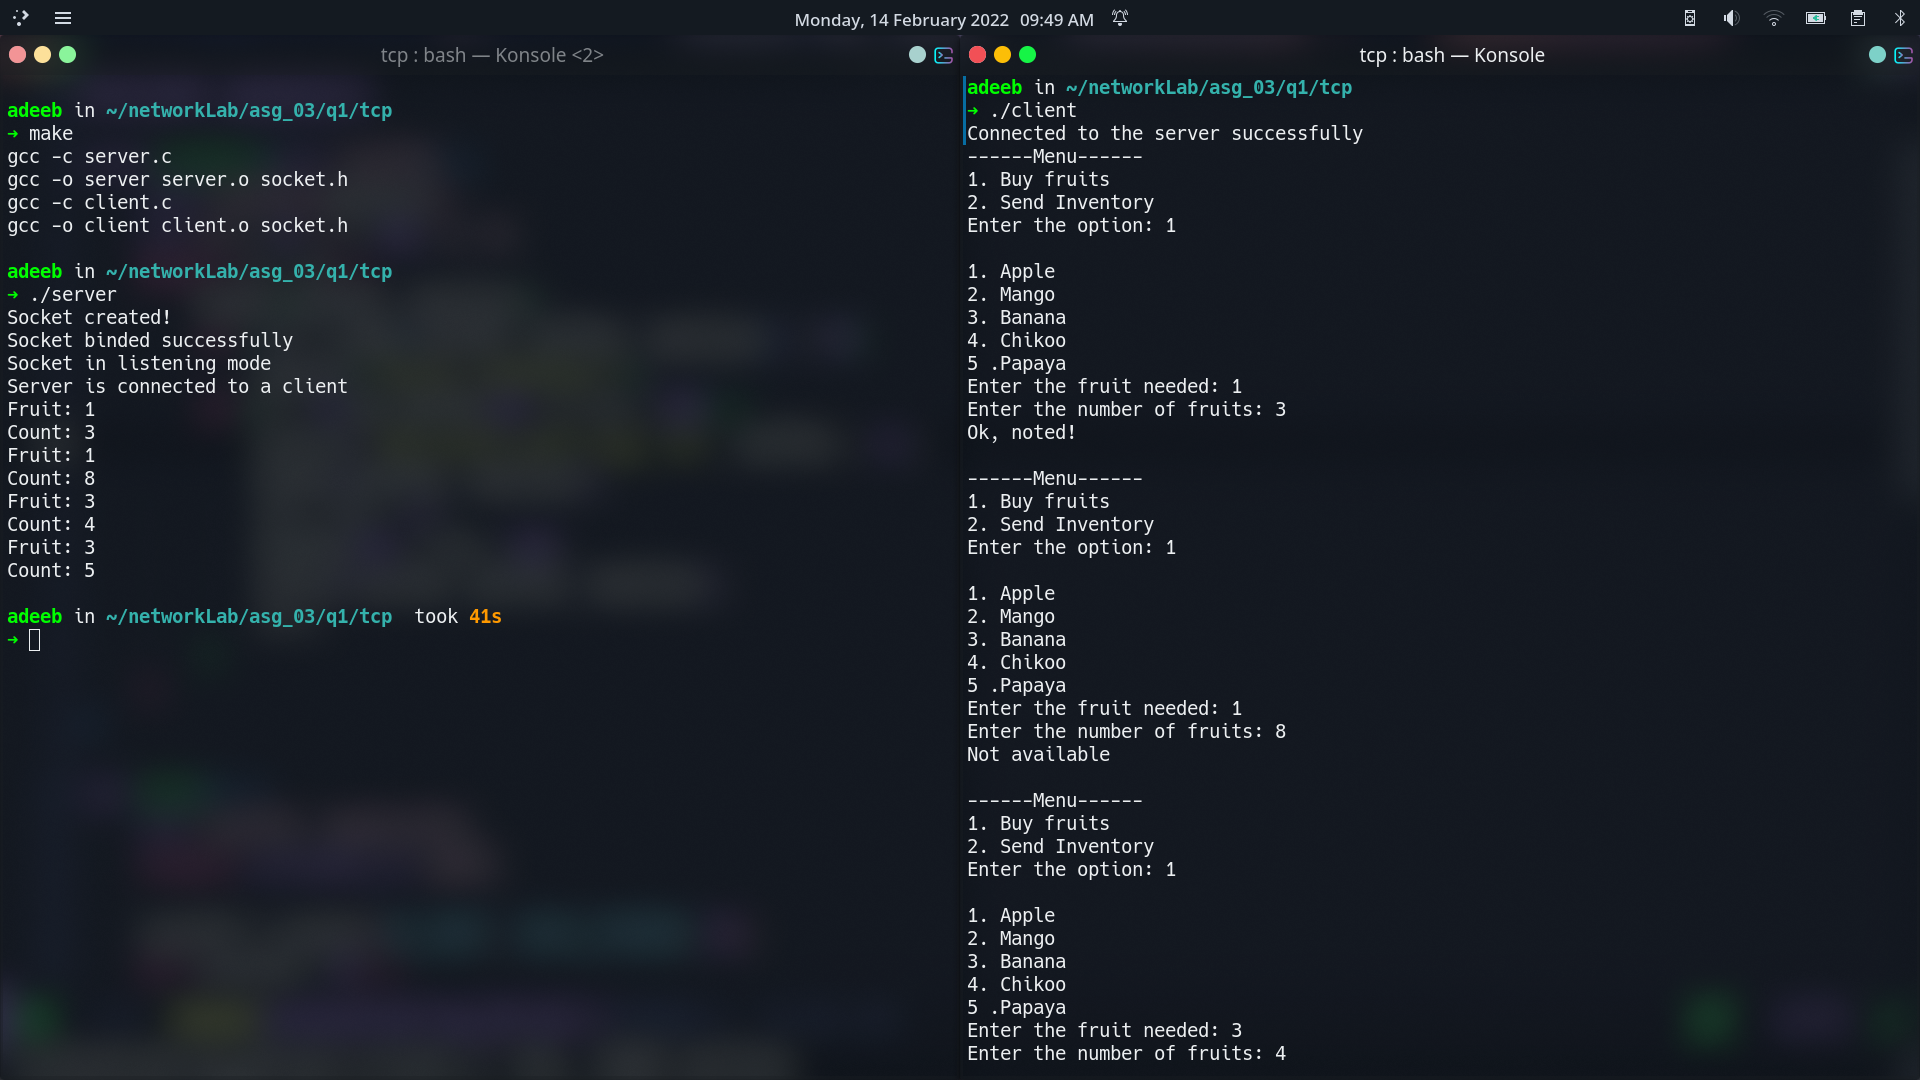 Monday, 14 February 2022 09:49 AM
tcp : bash — Konsole <2>
adeeb in ~/networkLab/asg_03/q1/tcp
→ make
gcc -c server.c
gcc -o server server.o socket.h
gcc -c client.c
gcc -o client client.o socket.h
adeeb in ~/networkLab/asg_03/q1/tcp
→ ./server
Socket created!
Socket binded successfully
Socket in listening mode
Server is connected to a client
Fruit: 1
Count: 3
Fruit: 1
Count: 8
Fruit: 3
Count: 4
Fruit: 3
Count: 5
adeeb in ~/networkLab/asg_03/q1/tcp  took 41s
→
tcp : bash — Konsole
adeeb in ~/networkLab/asg_03/q1/tcp
→ ./client
Connected to the server successfully
------Menu------
1. Buy fruits
2. Send Inventory
Enter the option: 1
1. Apple
2. Mango
3. Banana
4. Chikoo
5 .Papaya
Enter the fruit needed: 1
Enter the number of fruits: 3
Ok, noted!
------Menu------
1. Buy fruits
2. Send Inventory
Enter the option: 1
1. Apple
2. Mango
3. Banana
4. Chikoo
5 .Papaya
Enter the fruit needed: 1
Enter the number of fruits: 8
Not available
------Menu------
1. Buy fruits
2. Send Inventory
Enter the option: 1
1. Apple
2. Mango
3. Banana
4. Chikoo
5 .Papaya
Enter the fruit needed: 3
Enter the number of fruits: 4